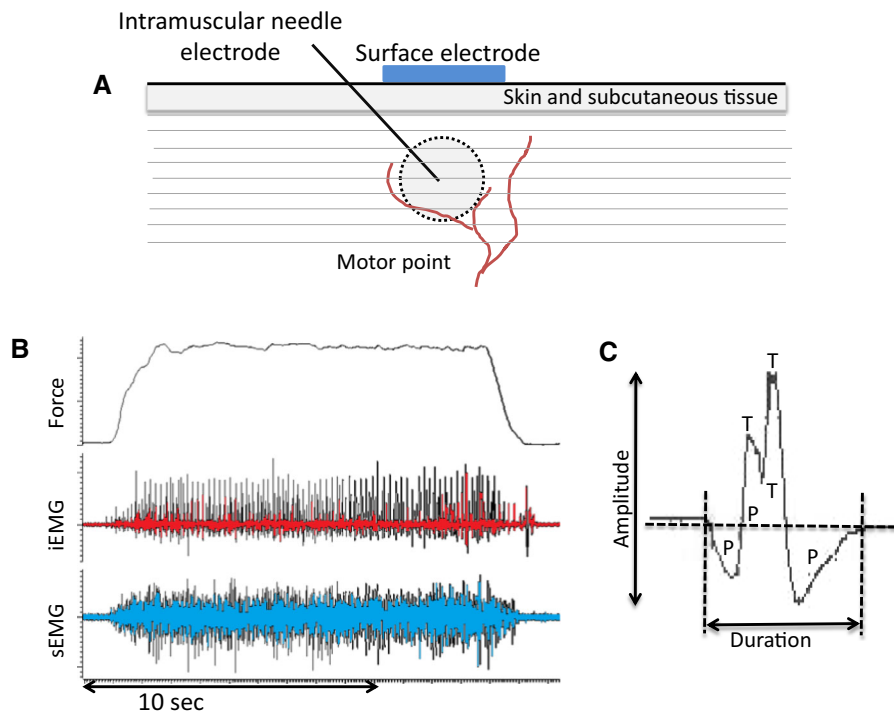 Intramuscular needle
electrode
Surface electrode
A
Skin and subcutaneous tissue
Motor point
B
Force
iEMG
sEMG
10 sec
C
T
T
T
P
P
P
Amplitude
Duration